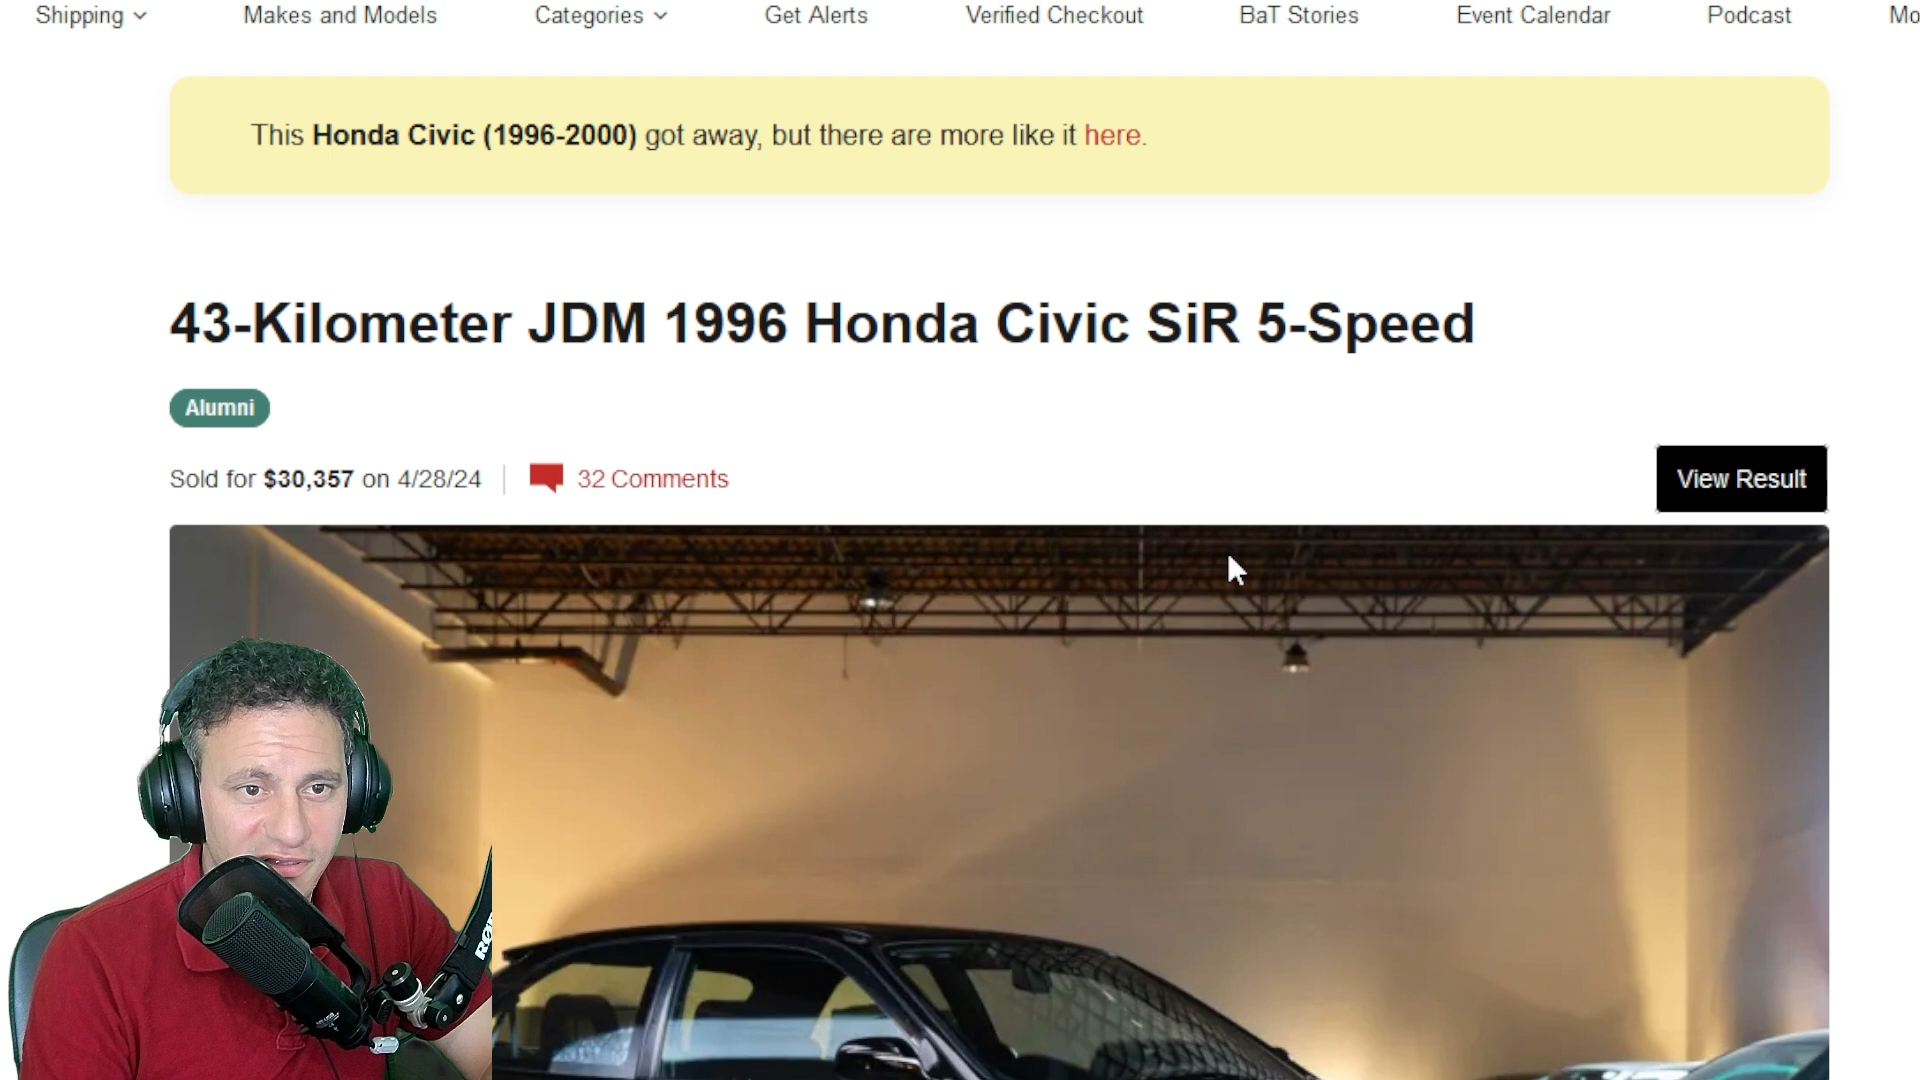 Shipping
Makes and Models
Categories
Get Alerts
Verified Checkout
BaT Stories
Event Calendar
Podcast
This Honda Civic (1996-2000) got away, but there are more like it here.
43-Kilometer JDM 1996 Honda Civic SiR 5-Speed
Alumni
Sold for $30,357 on 4/28/24
32 Comments
View Result